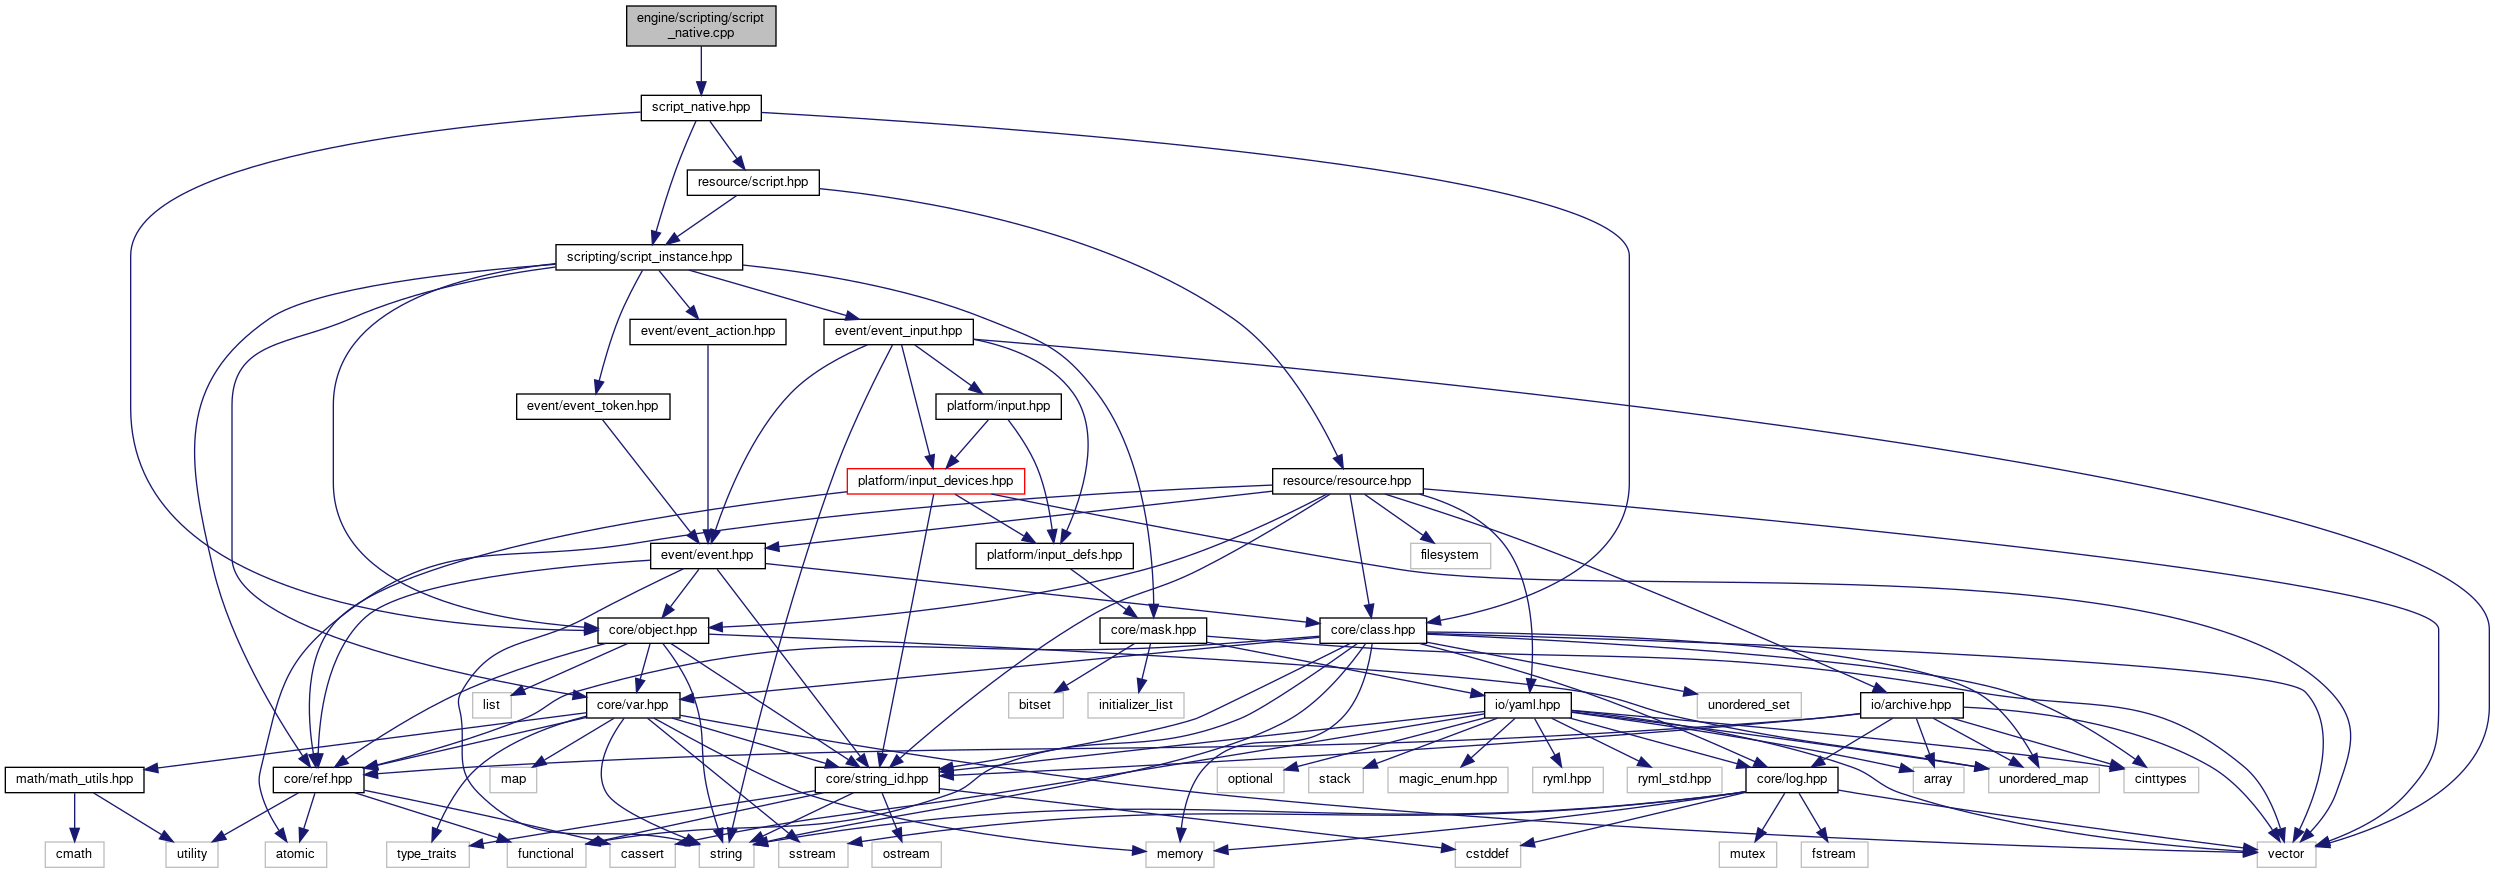 engine/scripting/script
_native.cpp
script_native.hpp
resource/script.hpp
scripting/script_instance.hpp
event/event_action.hpp
event/event_input.hpp
event/event_token.hpp
platform/input.hpp
platform/input_devices.hpp
resource/resource.hpp
event/event.hpp
platform/input_defs.hpp
filesystem
core/object.hpp
core/mask.hpp
core/class.hpp
list
core/var.hpp
bitset
initializer_list
io/yaml.hpp
unordered_set
io/archive.hpp
math/math_utils.hpp
core/ref.hpp
map
core/string_id.hpp
optional
stack
magic_enum.hpp
ryml.hpp
ryml_std.hpp
core/log.hpp
array
unordered_map
cinttypes
cmath
utility
atomic
type_traits
functional
cassert
string
sstream
ostream
memory
cstddef
mutex
fstream
vector